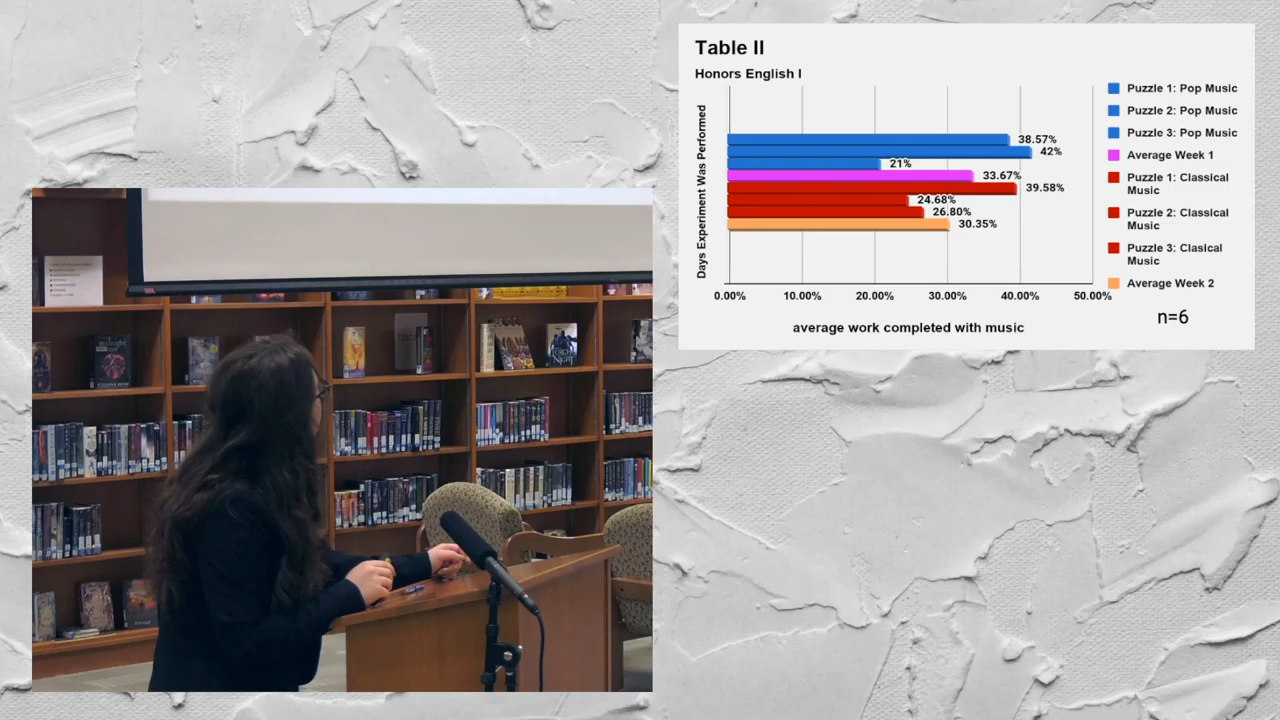 Table II
Honors English I
Days Experiment Was Performed
38.57%
42%
21%
33.67%
39.58%
24.68%
26.80%
30.35%
0.00%
10.00%
20.00%
30.00%
40.00%
50.00%
average work completed with music
Puzzle 1: Pop Music
Puzzle 2: Pop Music
Puzzle 3: Pop Music
Average Week 1
Puzzle 1: Classical
Music
Puzzle 2: Classical
Music
Puzzle 3: Clasical
Music
Average Week 2
n=6